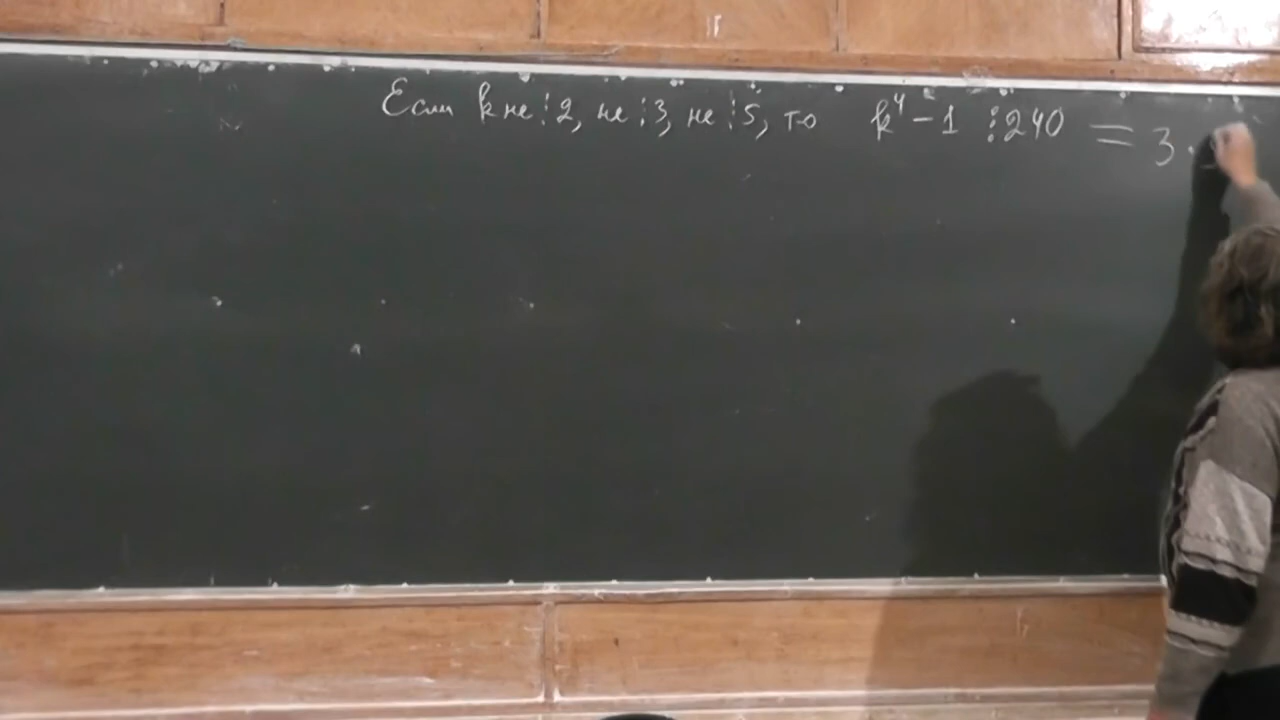 Если k не ⋮ 2, не ⋮ 3, не ⋮ 5, то k⁴ - 1 ⋮ 240 = 3 ·